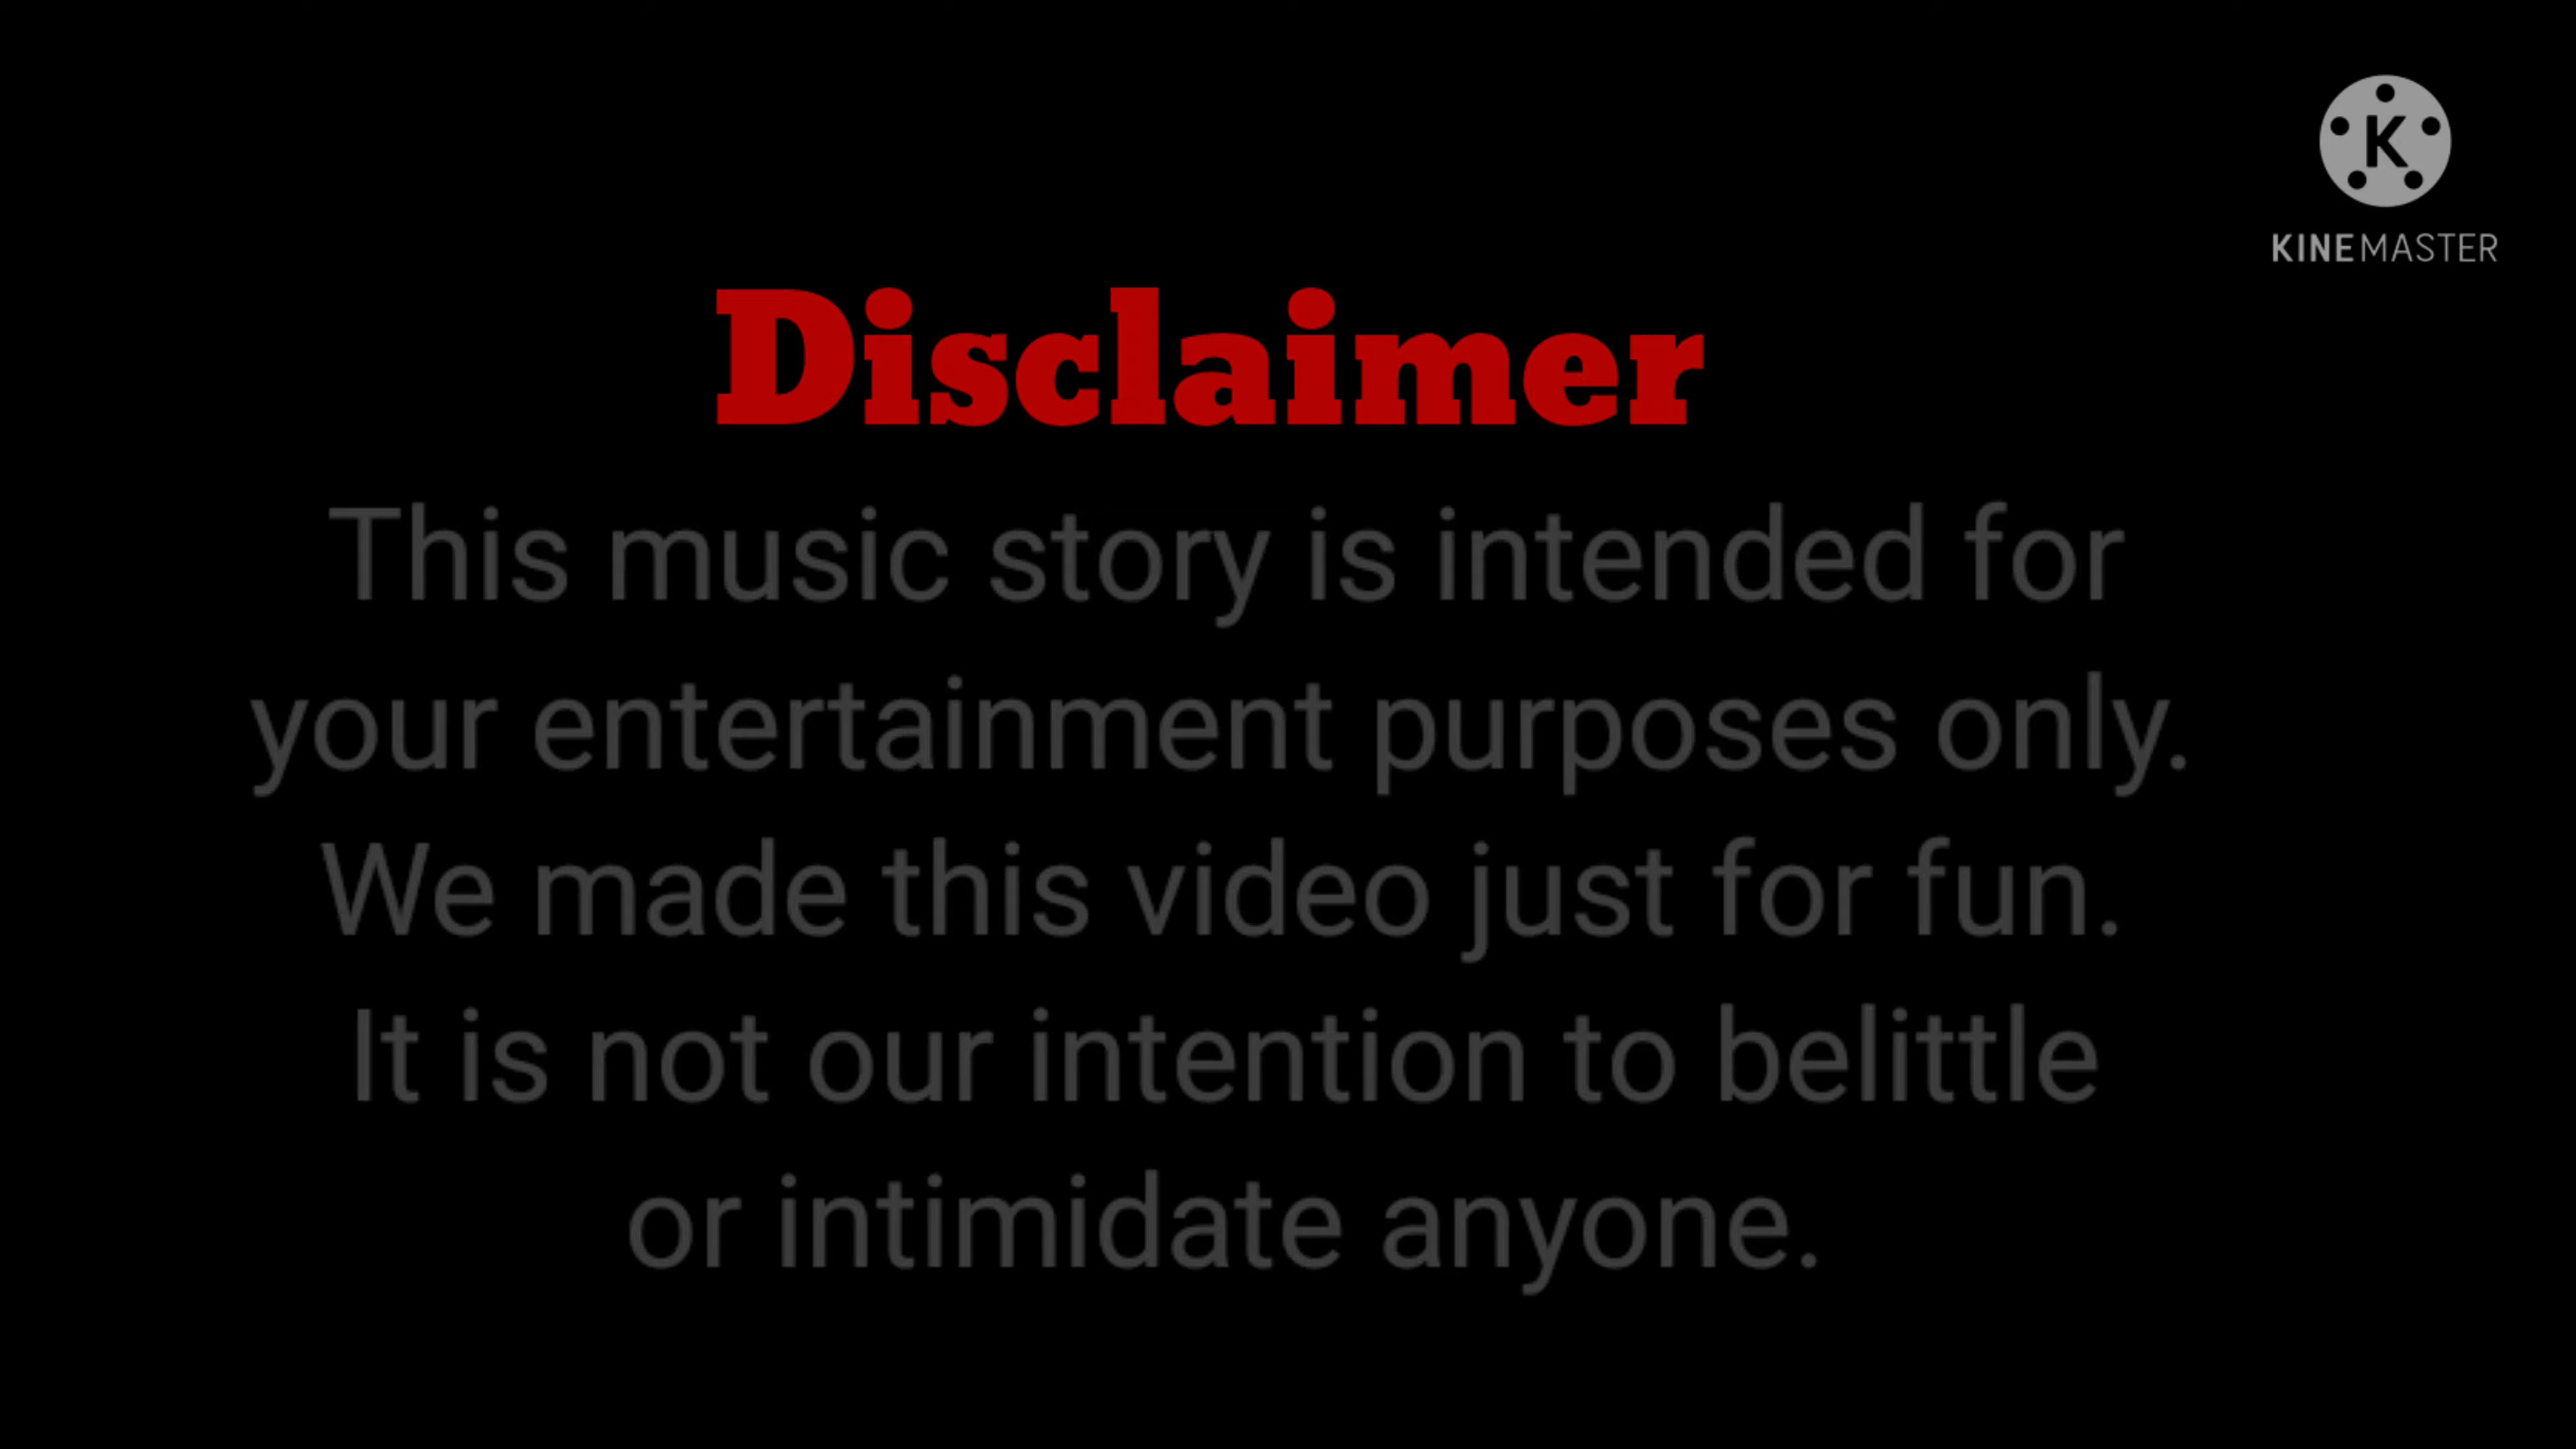 K
KINEMASTER
Disclaimer
This music story is intended for
your entertainment purposes only.
We made this video just for fun.
It is not our intention to belittle
or intimidate anyone.